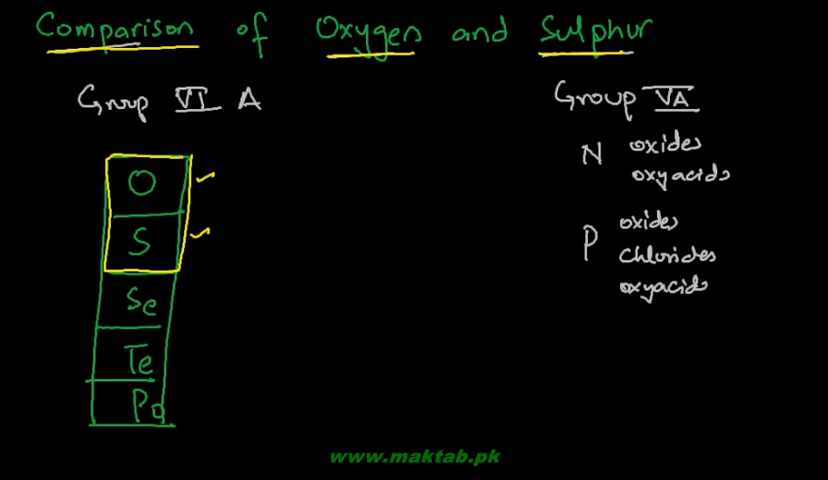 Comparison of Oxygen and Sulphur
Group VI A
O
S
Se
Te
Po
Group VA
N oxides
oxyacids
P oxides
chlorides
oxyacids
www.maktab.pk